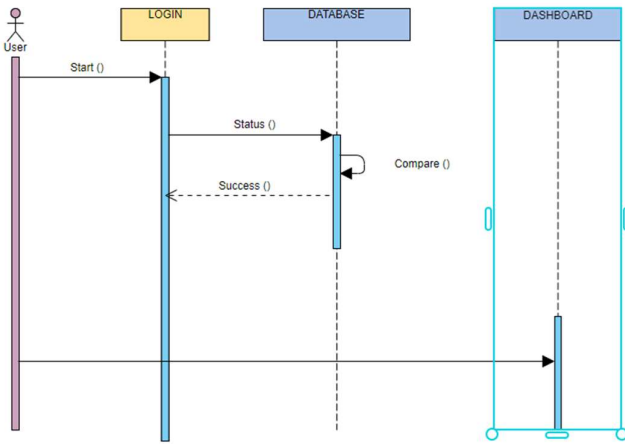 LOGIN
DATABASE
DASHBOARD
User
Start ()
Status ()
Compare ()
Success ()